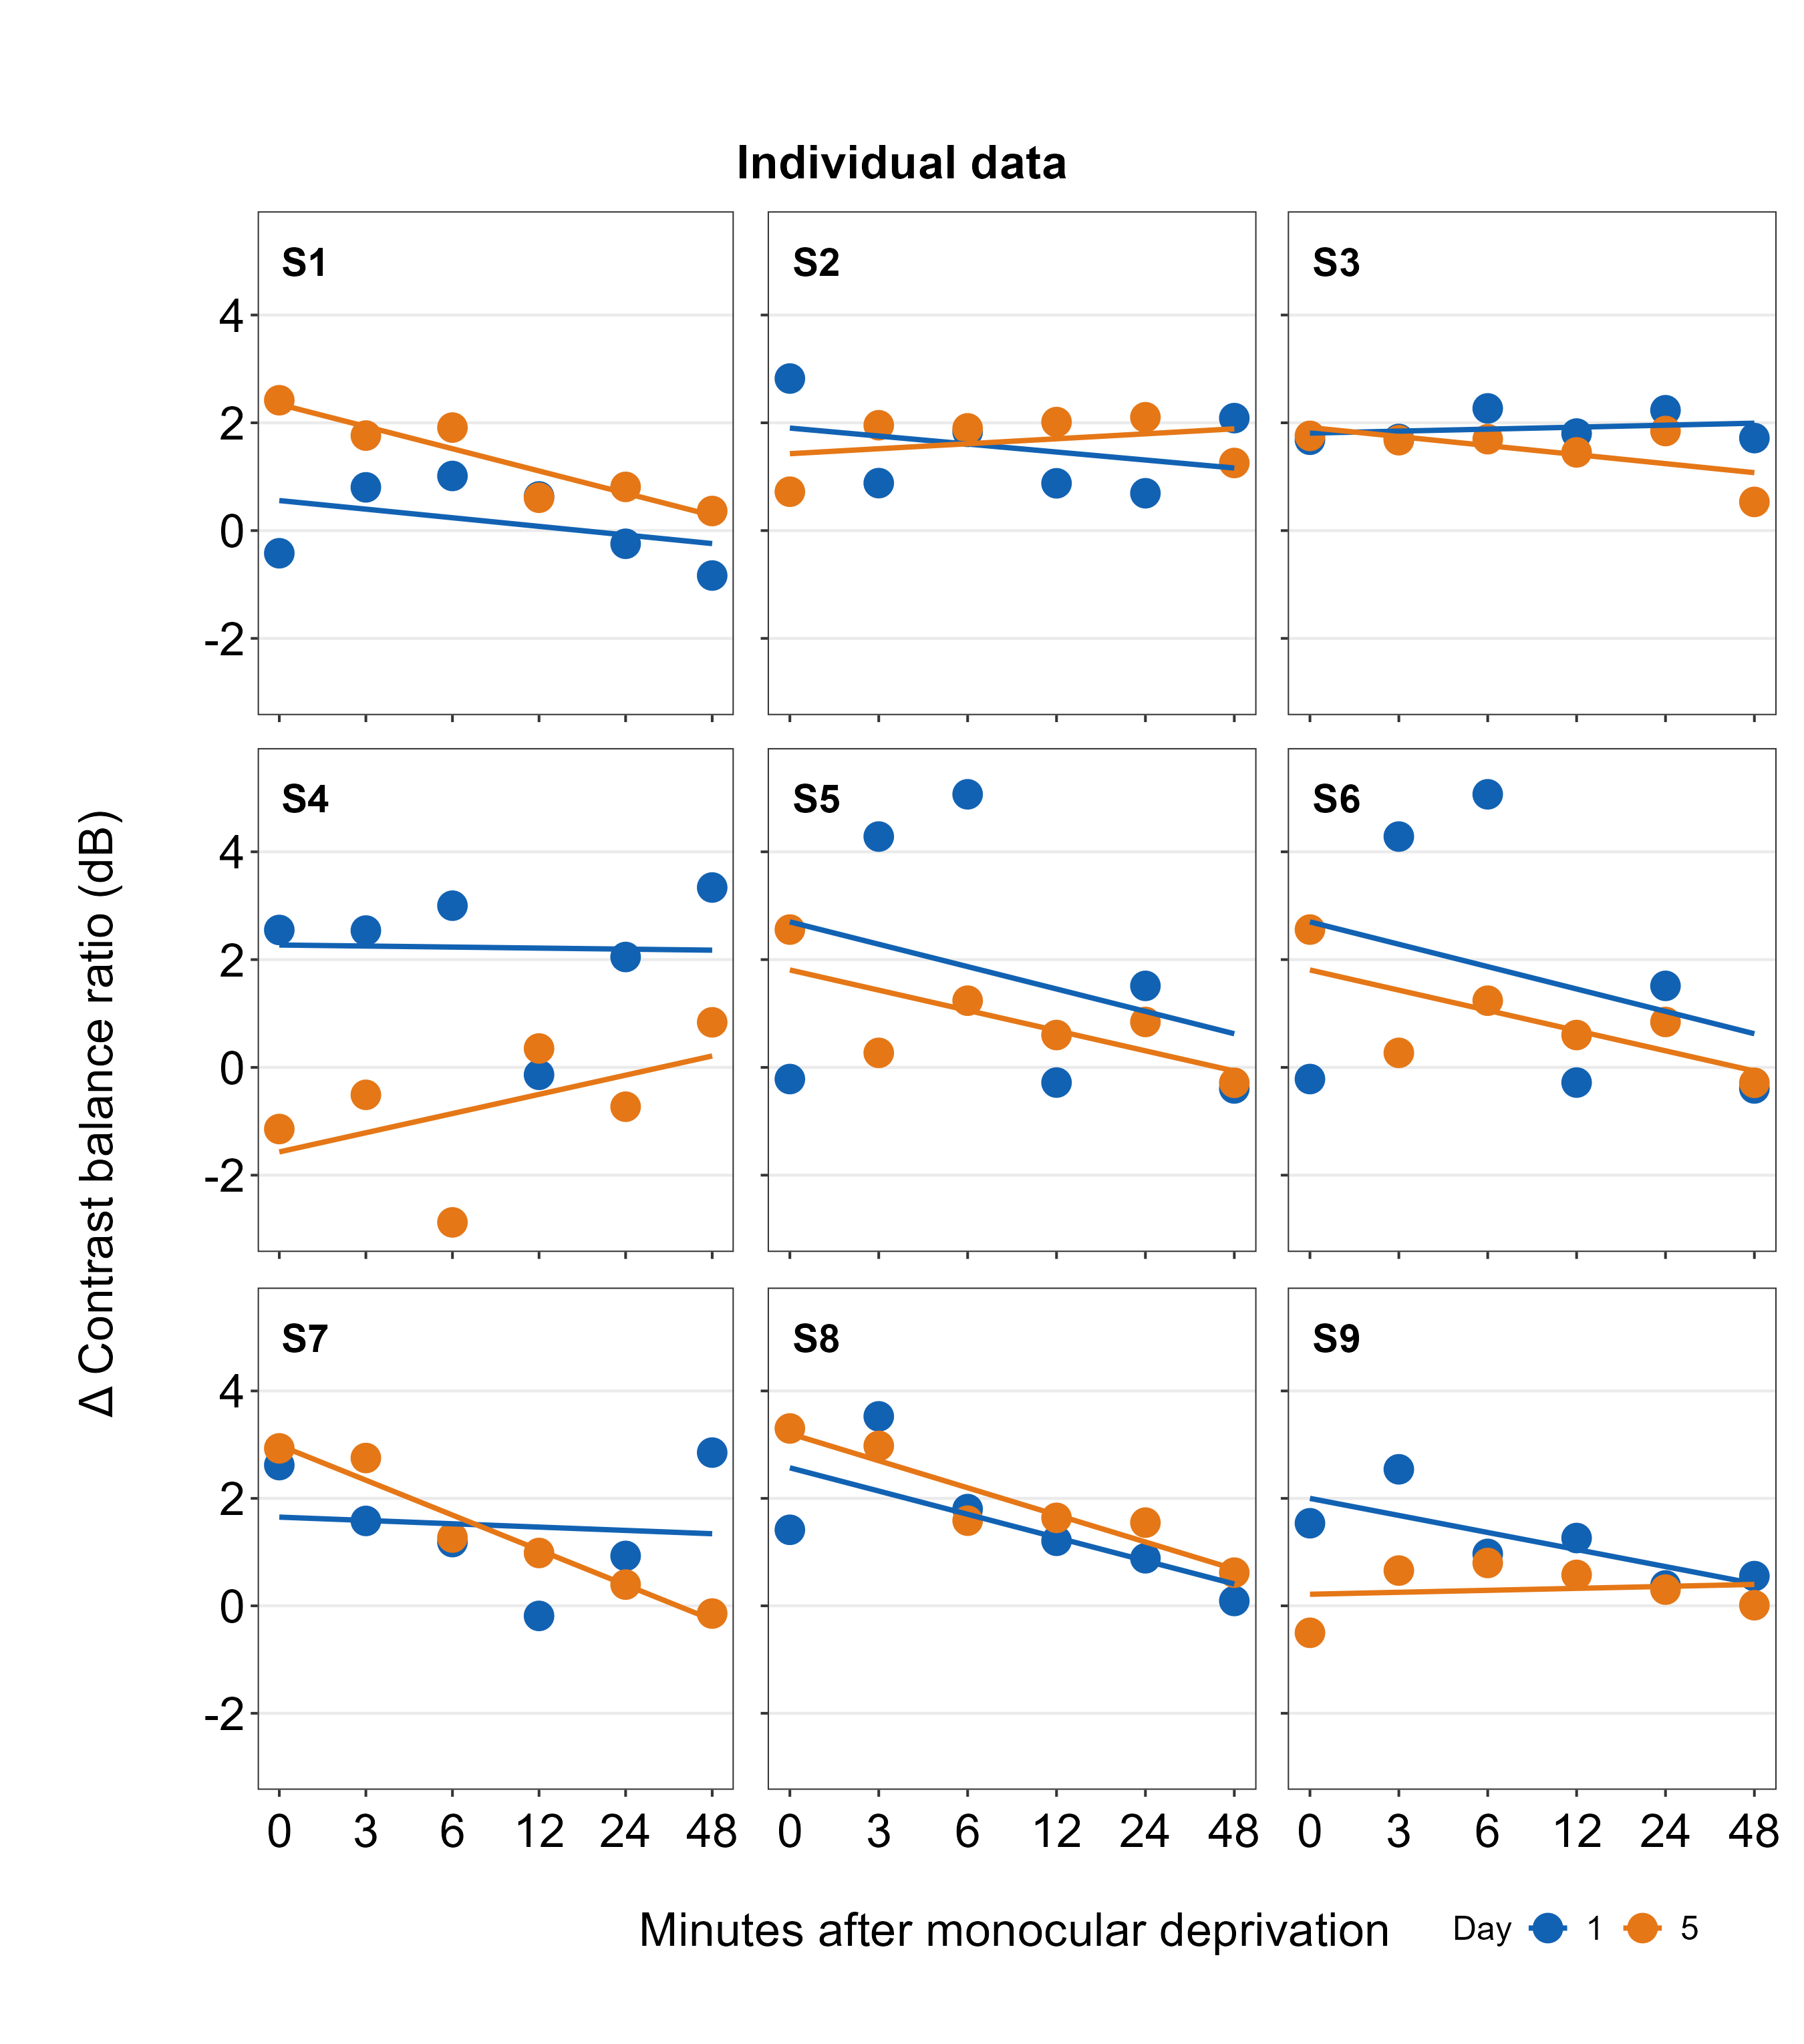 Individual data
S1 S2 S3
4
2
0
-2
S4 S5 S6
4
2
0
-2
S7 S8 S9
4
2
0
-2
Δ Contrast balance ratio (dB)
0 3 6 12 24 48 0 3 6 12 24 48 0 3 6 12 24 48
Minutes after monocular deprivation Day 1 5